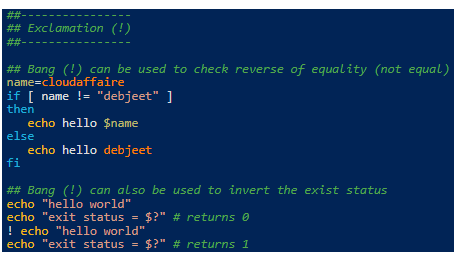 ##----------------
## Exclamation (!)
##----------------
## Bang (!) can be used to check reverse of equality (not equal)
name=cloudaffaire
if [ name != "debjeet" ]
then
   echo hello $name
else
   echo hello debjeet
fi
## Bang (!) can also be used to invert the exist status
echo "hello world"
echo "exit status = $?" # returns 0
! echo "hello world"
echo "exit status = $?" # returns 1